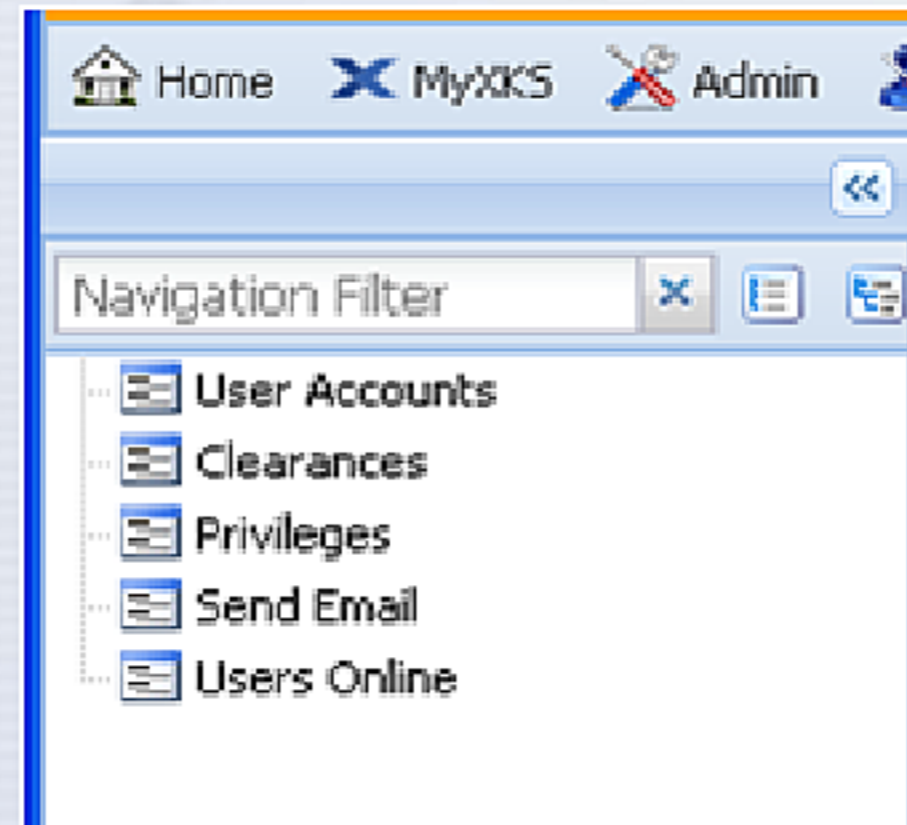 Home MyXKS Admin
Navigation Filter
User Accounts
Clearances
Privileges
Send Email
Users Online